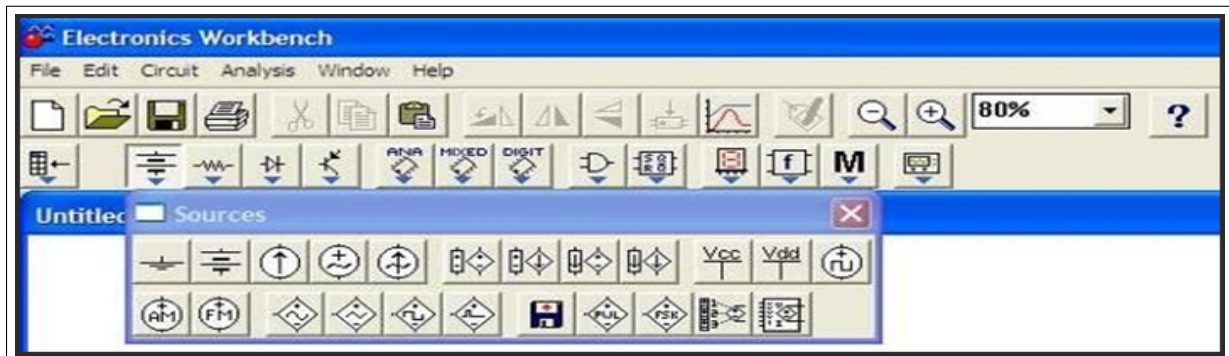 Electronics Workbench
File Edit Circuit Analysis Window Help
80% ?
ANA MIXED DIGIT f M
Untitled Sources
Vcc Vdd
AM FM PWL FSK